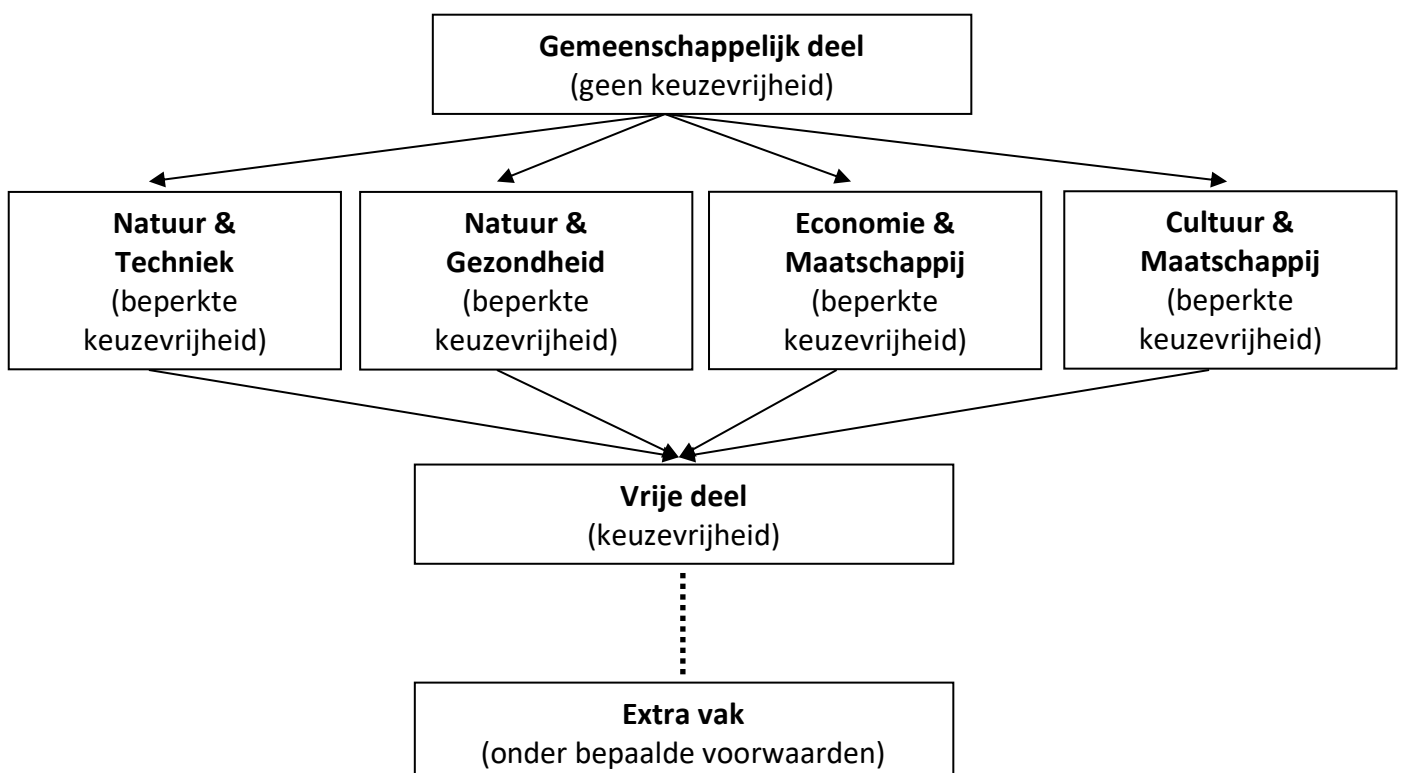 Gemeenschappelijk deel
(geen keuzevrijheid)
Natuur &
Techniek
(beperkte
keuzevrijheid)
Natuur &
Gezondheid
(beperkte
keuzevrijheid)
Economie &
Maatschappij
(beperkte
keuzevrijheid)
Cultuur &
Maatschappij
(beperkte
keuzevrijheid)
Vrije deel
(keuzevrijheid)
Extra vak
(onder bepaalde voorwaarden)